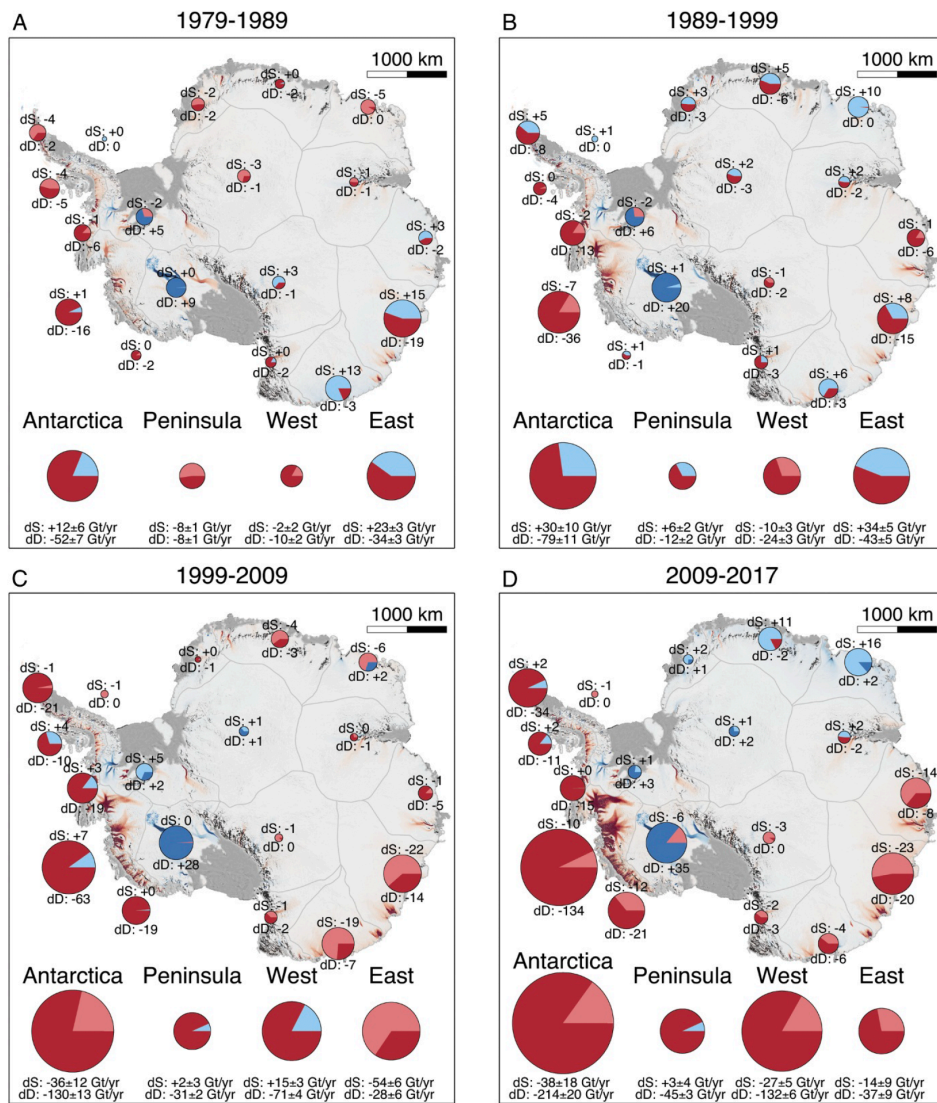 A 1979-1989
1000 km
dS: +0
dD: -2
dS: -2
dD: -2
dS: -5
dD: 0
dS: -4
dD: -2
dS: +0
dD: 0
dS: -3
dD: -1
dS: -1
dD: -1
dS: -4
dD: -5
dS: -2
dD: +5
dS: -1
dD: -6
dS: +3
dD: -2
dS: +0
dD: +9
dS: +3
dD: -1
dS: +1
dD: -16
dS: +15
dD: -19
dS: 0
dD: -2
dS: +0
dD: -2
dS: +13
dD: -3
Antarctica Peninsula West East
dS: +12±6 Gt/yr dS: -8±1 Gt/yr dS: -2±2 Gt/yr dS: +23±3 Gt/yr
dD: -52±7 Gt/yr dD: -8±1 Gt/yr dD: -10±2 Gt/yr dD: -34±3 Gt/yr
B 1989-1999
1000 km
dS: +5
dD: -6
dS: +3
dD: -3
dS: +10
dD: 0
dS: +5
dD: -8
dS: +1
dD: 0
dS: +2
dD: -3
dS: +2
dD: -2
dS: 0
dD: -4
dS: -2
dD: +6
dS: -2
dD: -13
dS: -1
dD: -6
dS: +1
dD: +20
dS: -1
dD: -2
dS: -7
dD: -36
dS: +8
dD: -15
dS: +1
dD: -1
dS: +1
dD: -3
dS: +6
dD: -3
Antarctica Peninsula West East
dS: +30±10 Gt/yr dS: +6±2 Gt/yr dS: -10±3 Gt/yr dS: +34±5 Gt/yr
dD: -79±11 Gt/yr dD: -12±2 Gt/yr dD: -24±3 Gt/yr dD: -43±5 Gt/yr
C 1999-2009
1000 km
dS: -4
dD: -3
dS: +0
dD: -1
dS: -6
dD: +2
dS: -1
dD: -21
dS: -1
dD: 0
dS: +1
dD: +1
dS: 0
dD: -1
dS: +4
dD: -10
dS: +5
dD: +2
dS: +3
dD: -19
dS: -1
dD: -5
dS: 0
dD: +28
dS: -1
dD: 0
dS: +7
dD: -63
dS: -22
dD: -14
dS: +0
dD: -19
dS: -1
dD: -2
dS: -19
dD: -7
Antarctica Peninsula West East
dS: -36±12 Gt/yr dS: +2±3 Gt/yr dS: +15±3 Gt/yr dS: -54±6 Gt/yr
dD: -130±13 Gt/yr dD: -31±2 Gt/yr dD: -71±4 Gt/yr dD: -28±6 Gt/yr
D 2009-2017
1000 km
dS: +11
dD: -2
dS: +2
dD: +1
dS: +16
dD: +2
dS: +2
dD: -34
dS: -1
dD: 0
dS: +1
dD: +2
dS: +2
dD: -2
dS: +2
dD: -11
dS: +1
dD: +3
dS: +0
dD: -15
dS: -14
dD: -8
dS: -6
dD: +35
dS: -3
dD: 0
dS: -10
dD: -134
dS: -23
dD: -20
dS: -12
dD: -21
dS: -2
dD: -3
dS: -4
dD: -6
Antarctica Peninsula West East
dS: -38±18 Gt/yr dS: +3±4 Gt/yr dS: -27±5 Gt/yr dS: -14±9 Gt/yr
dD: -214±20 Gt/yr dD: -45±3 Gt/yr dD: -132±6 Gt/yr dD: -37±9 Gt/yr